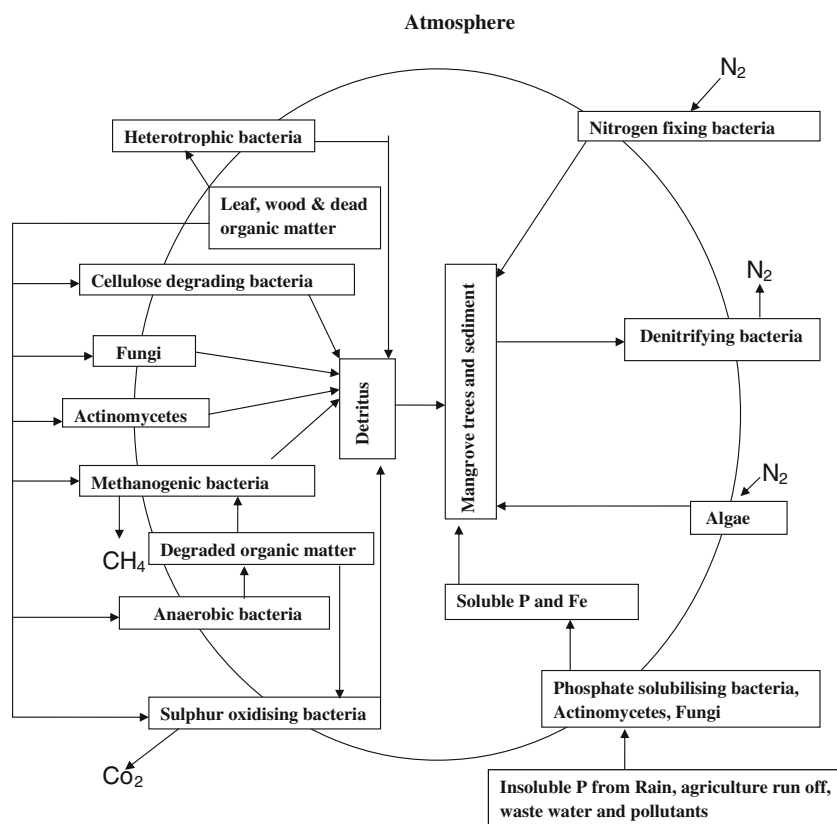 Atmosphere
N₂
Nitrogen fixing bacteria
Heterotrophic bacteria
Leaf, wood & dead
organic matter
Cellulose degrading bacteria
N₂
Denitrifying bacteria
Fungi
Detritus
Mangrove trees and sediment
Actinomycetes
Methanogenic bacteria
N₂
Algae
CH₄
Degraded organic matter
Anaerobic bacteria
Soluble P and Fe
Sulphur oxidising bacteria
Phosphate solubilising bacteria,
Actinomycetes, Fungi
Co₂
Insoluble P from Rain, agriculture run off,
waste water and pollutants